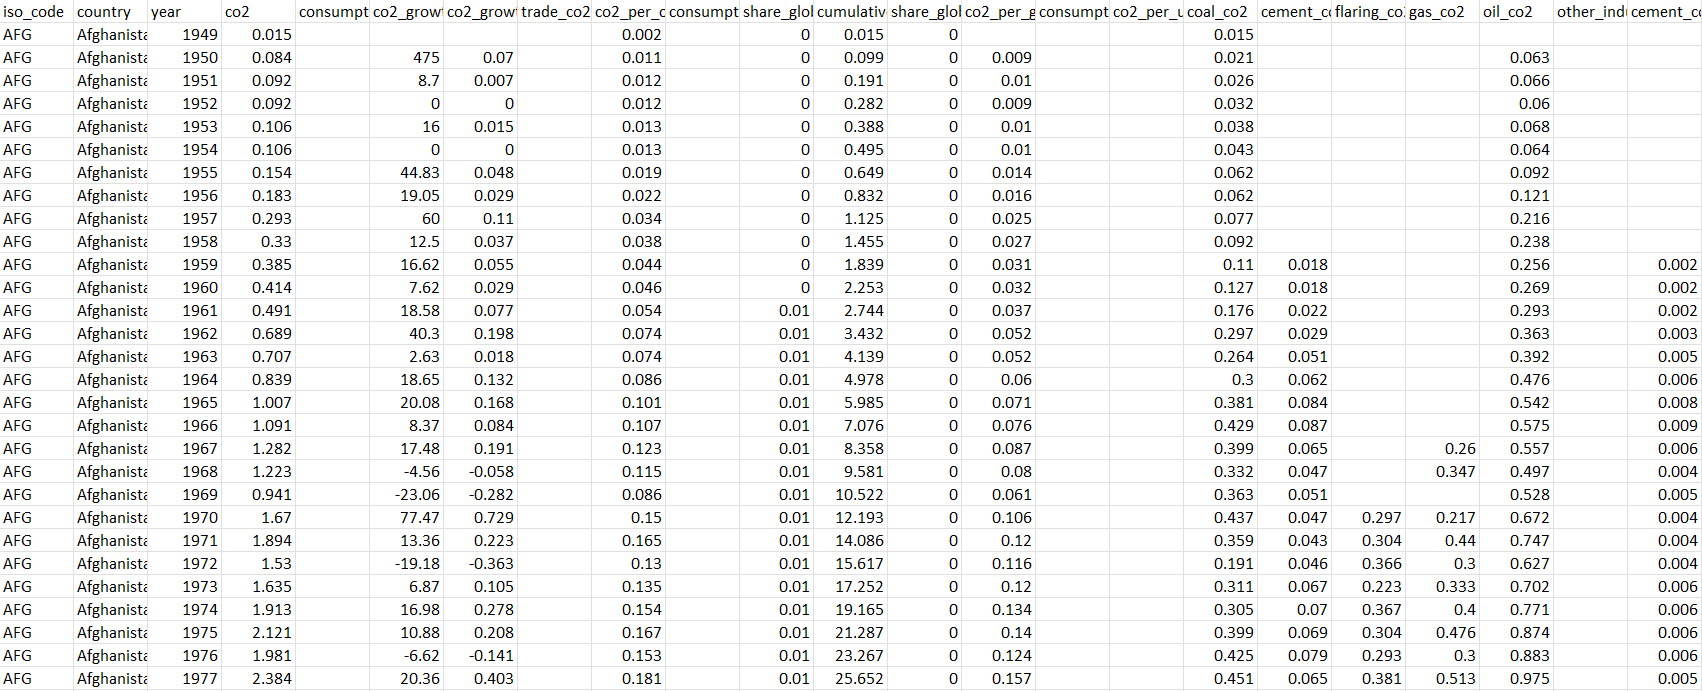 iso_code country year co2 consumpt co2_growt co2_growt trade_co2 co2_per_c consumpt share_glol cumulativ share_glol co2_per_g consumpt co2_per_u coal_co2 cement_co flaring_co gas_co2 oil_co2 other_indu cement_co
AFG Afghanista 1949 0.015 0.002 0 0.015 0 0.015
AFG Afghanista 1950 0.084 475 0.07 0.011 0 0.099 0 0.009 0.021 0.063
AFG Afghanista 1951 0.092 8.7 0.007 0.012 0 0.191 0 0.01 0.026 0.066
AFG Afghanista 1952 0.092 0 0 0.012 0 0.282 0 0.009 0.032 0.06
AFG Afghanista 1953 0.106 16 0.015 0.013 0 0.388 0 0.01 0.038 0.068
AFG Afghanista 1954 0.106 0 0 0.013 0 0.495 0 0.01 0.043 0.064
AFG Afghanista 1955 0.154 44.83 0.048 0.019 0 0.649 0 0.014 0.062 0.092
AFG Afghanista 1956 0.183 19.05 0.029 0.022 0 0.832 0 0.016 0.062 0.121
AFG Afghanista 1957 0.293 60 0.11 0.034 0 1.125 0 0.025 0.077 0.216
AFG Afghanista 1958 0.33 12.5 0.037 0.038 0 1.455 0 0.027 0.092 0.238
AFG Afghanista 1959 0.385 16.62 0.055 0.044 0 1.839 0 0.031 0.11 0.018 0.256 0.002
AFG Afghanista 1960 0.414 7.62 0.029 0.046 0 2.253 0 0.032 0.127 0.018 0.269 0.002
AFG Afghanista 1961 0.491 18.58 0.077 0.054 0.01 2.744 0 0.037 0.176 0.022 0.293 0.002
AFG Afghanista 1962 0.689 40.3 0.198 0.074 0.01 3.432 0 0.052 0.297 0.029 0.363 0.003
AFG Afghanista 1963 0.707 2.63 0.018 0.074 0.01 4.139 0 0.052 0.264 0.051 0.392 0.005
AFG Afghanista 1964 0.839 18.65 0.132 0.086 0.01 4.978 0 0.06 0.3 0.062 0.476 0.006
AFG Afghanista 1965 1.007 20.08 0.168 0.101 0.01 5.985 0 0.071 0.381 0.084 0.542 0.008
AFG Afghanista 1966 1.091 8.37 0.084 0.107 0.01 7.076 0 0.076 0.429 0.087 0.575 0.009
AFG Afghanista 1967 1.282 17.48 0.191 0.123 0.01 8.358 0 0.087 0.399 0.065 0.26 0.557 0.006
AFG Afghanista 1968 1.223 -4.56 -0.058 0.115 0.01 9.581 0 0.08 0.332 0.047 0.347 0.497 0.004
AFG Afghanista 1969 0.941 -23.06 -0.282 0.086 0.01 10.522 0 0.061 0.363 0.051 0.528 0.005
AFG Afghanista 1970 1.67 77.47 0.729 0.15 0.01 12.193 0 0.106 0.437 0.047 0.297 0.217 0.672 0.004
AFG Afghanista 1971 1.894 13.36 0.223 0.165 0.01 14.086 0 0.12 0.359 0.043 0.304 0.44 0.747 0.004
AFG Afghanista 1972 1.53 -19.18 -0.363 0.13 0.01 15.617 0 0.116 0.191 0.046 0.366 0.3 0.627 0.004
AFG Afghanista 1973 1.635 6.87 0.105 0.135 0.01 17.252 0 0.12 0.311 0.067 0.223 0.333 0.702 0.006
AFG Afghanista 1974 1.913 16.98 0.278 0.154 0.01 19.165 0 0.134 0.305 0.07 0.367 0.4 0.771 0.006
AFG Afghanista 1975 2.121 10.88 0.208 0.167 0.01 21.287 0 0.14 0.399 0.069 0.304 0.476 0.874 0.006
AFG Afghanista 1976 1.981 -6.62 -0.141 0.153 0.01 23.267 0 0.124 0.425 0.079 0.293 0.3 0.883 0.006
AFG Afghanista 1977 2.384 20.36 0.403 0.181 0.01 25.652 0 0.157 0.451 0.065 0.381 0.513 0.975 0.005